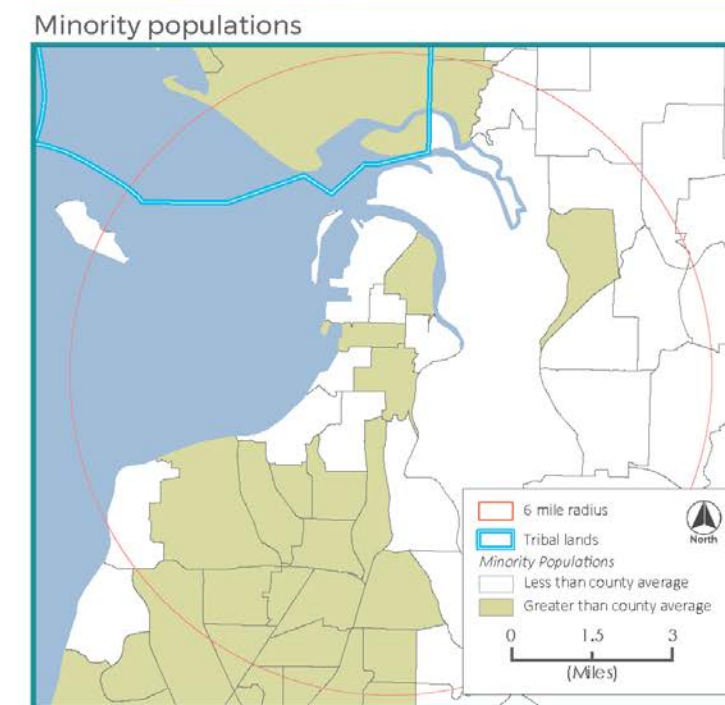 Minority populations
6 mile radius
North
Tribal lands
Minority Populations
Less than county average
Greater than county average
0 1.5 3
(Miles)